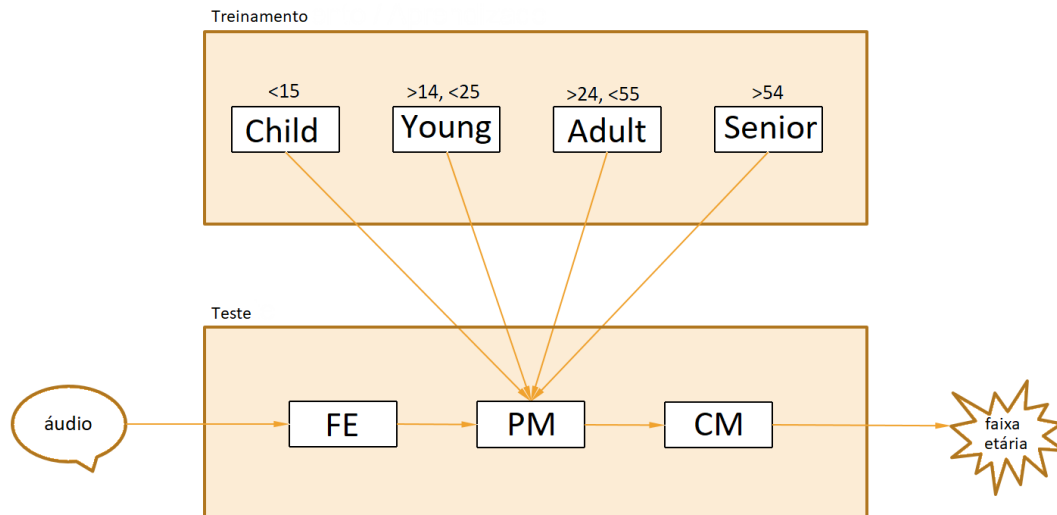 Treinamento
<15
>14, <25
>24, <55
>54
Child
Young
Adult
Senior
Teste
áudio
FE
PM
CM
faixa
etária